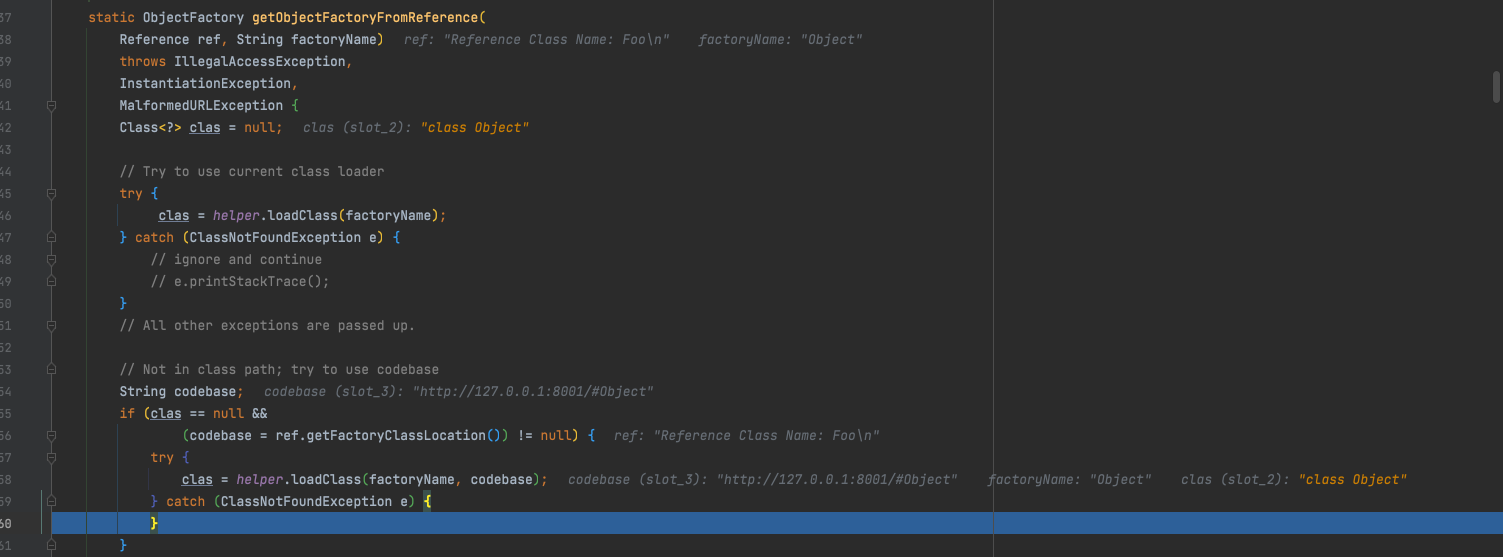 37 static ObjectFactory getObjectFactoryFromReference(
38 Reference ref, String factoryName) ref: "Reference Class Name: Foo\n" factoryName: "Object"
39 throws IllegalAccessException,
40 InstantiationException,
41 MalformedURLException {
42 Class<?> clas = null; clas (slot_2): "class Object"
43
44 // Try to use current class loader
45 try {
46 clas = helper.loadClass(factoryName);
47 } catch (ClassNotFoundException e) {
48 // ignore and continue
49 // e.printStackTrace();
50 }
51 // All other exceptions are passed up.
52
53 // Not in class path; try to use codebase
54 String codebase; codebase (slot_3): "http://127.0.0.1:8001/#Object"
55 if (clas == null &&
56 (codebase = ref.getFactoryClassLocation()) != null) { ref: "Reference Class Name: Foo\n"
57 try {
58 clas = helper.loadClass(factoryName, codebase); codebase (slot_3): "http://127.0.0.1:8001/#Object" factoryName: "Object" clas (slot_2): "class Object"
59 } catch (ClassNotFoundException e) {
60 }
61 }